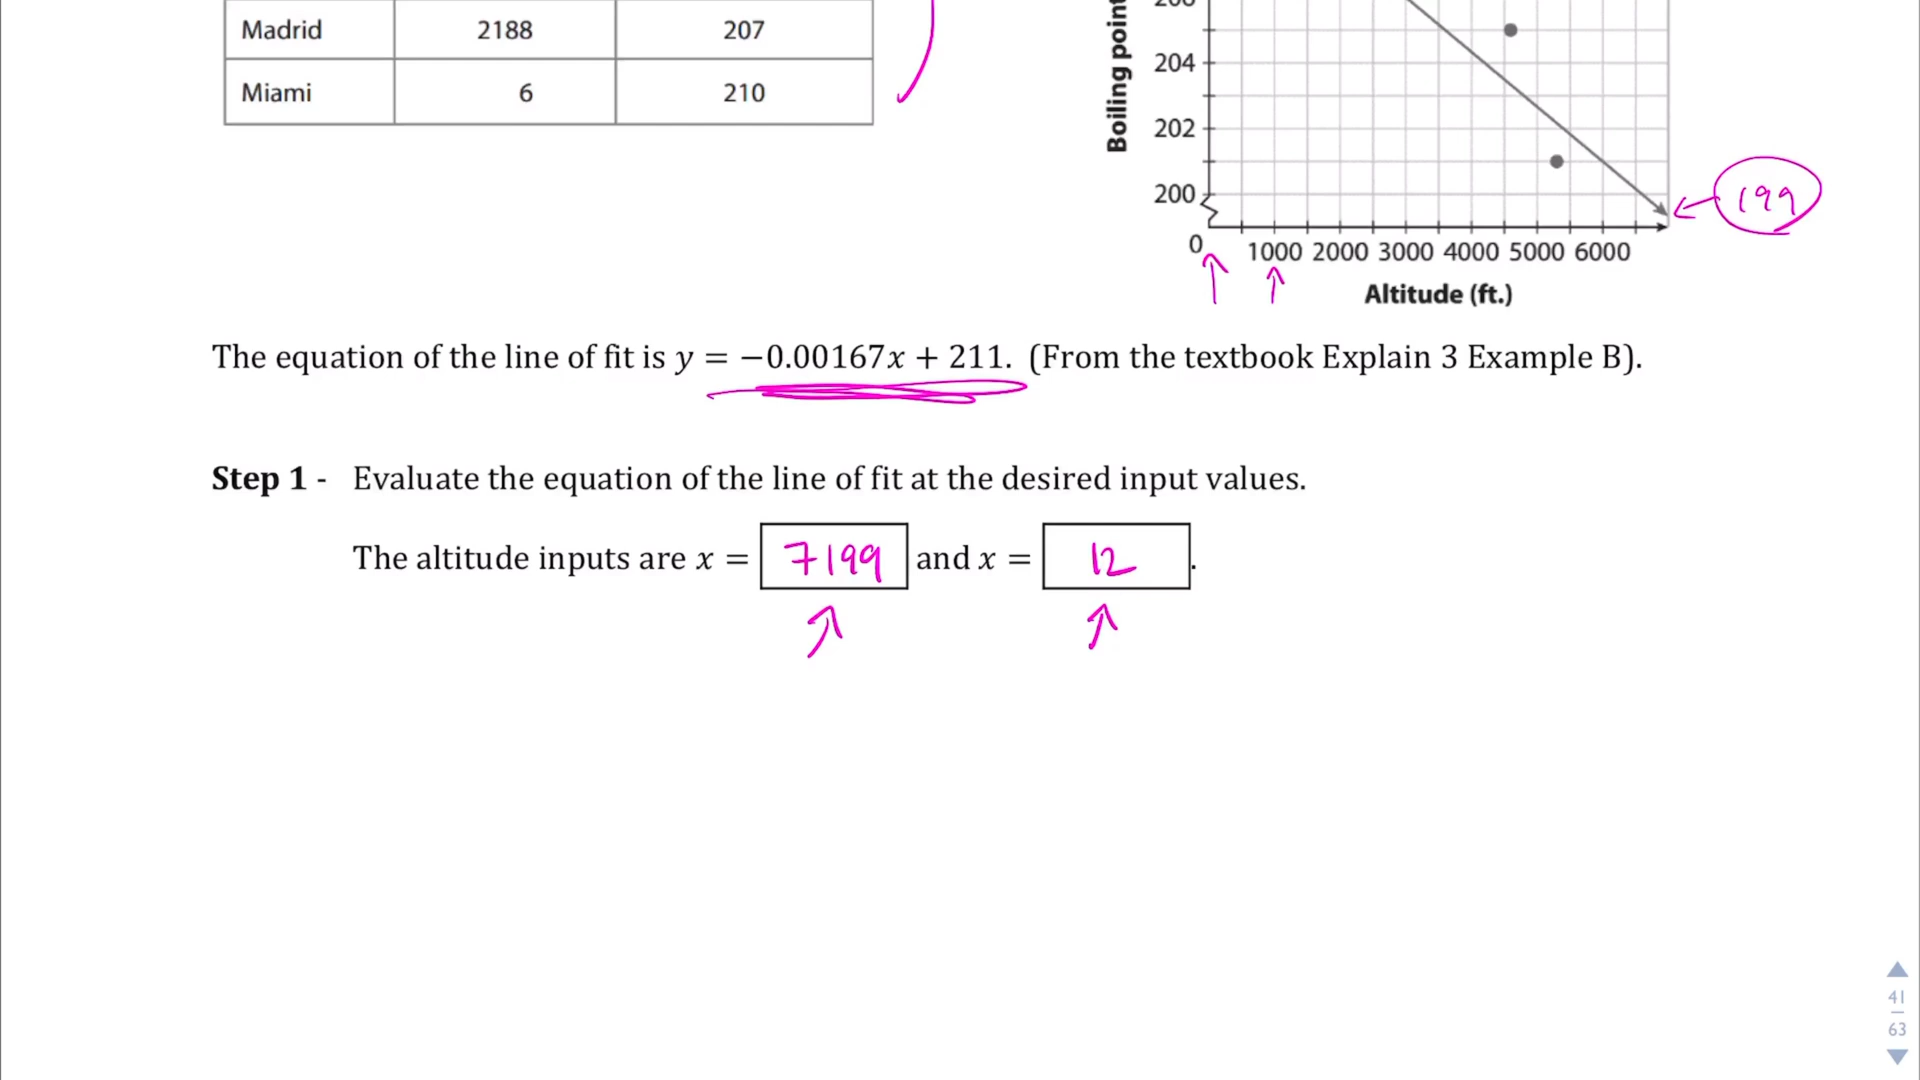 Madrid 2188 207
Miami 6 210
Boiling point
204
202
200
199
0 1000 2000 3000 4000 5000 6000
Altitude (ft.)
The equation of the line of fit is y = −0.00167x + 211. (From the textbook Explain 3 Example B).
Step 1 - Evaluate the equation of the line of fit at the desired input values.
The altitude inputs are x = 7199 and x = 12.
41
63